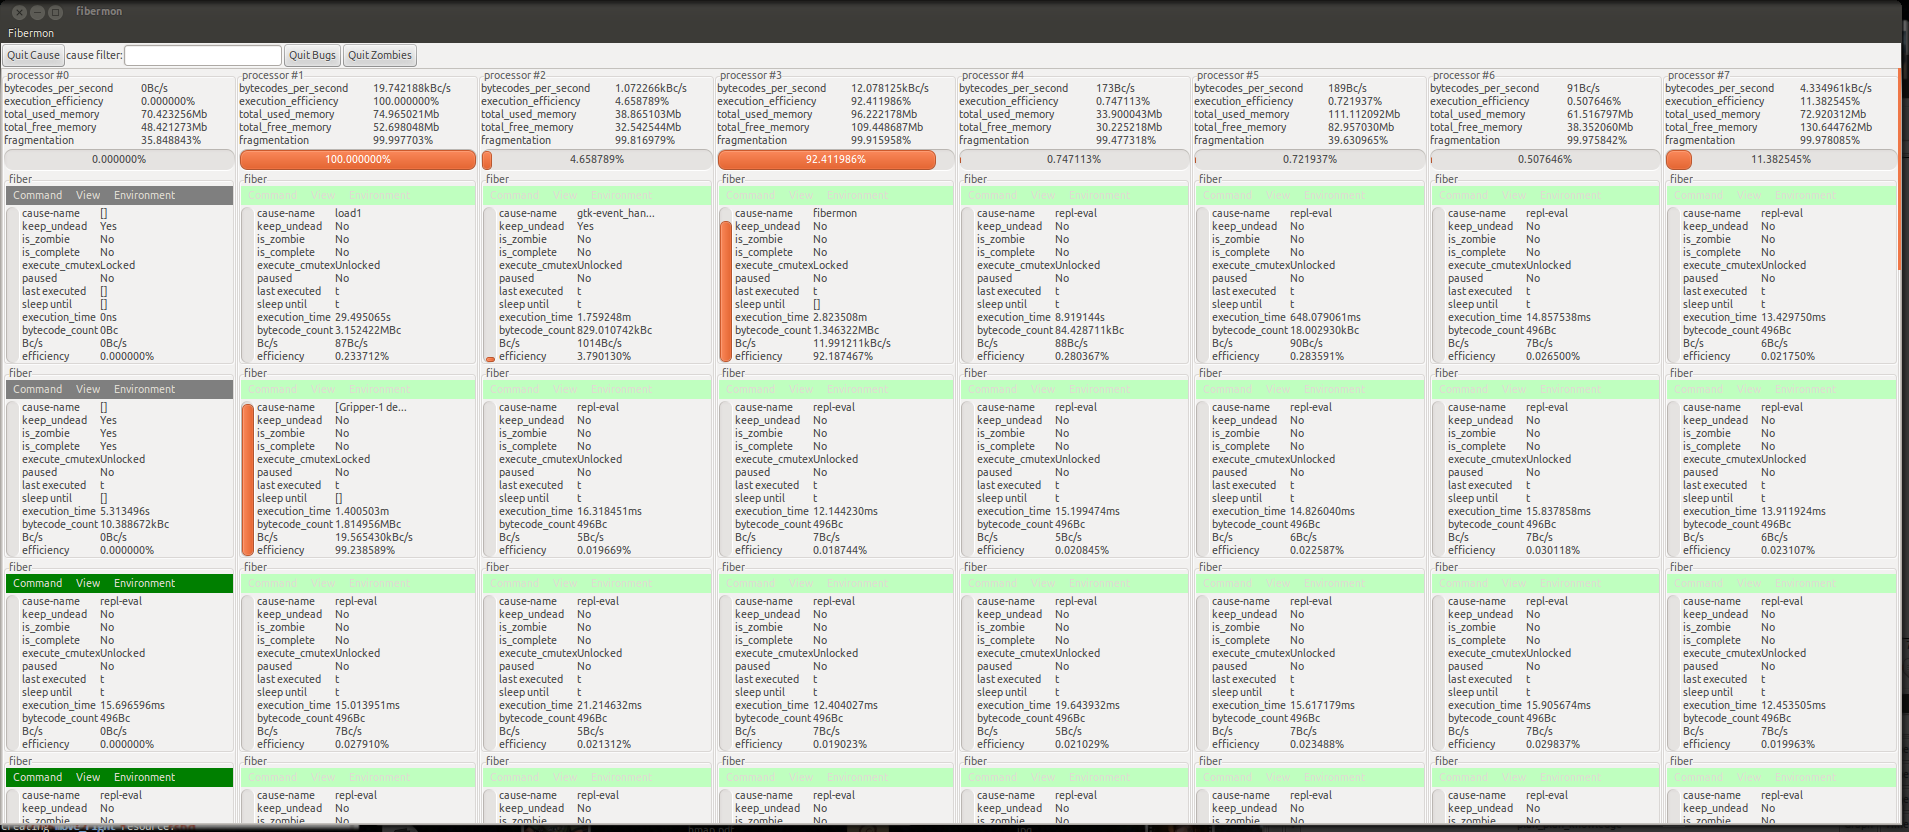 fibermon
Fibermon
Quit Cause cause filter: Quit Bugs Quit Zombies
processor #0
bytecodes_per_second 0Bc/s
execution_efficiency 0.000000%
total_used_memory 70.423256Mb
total_free_memory 48.421273Mb
fragmentation 35.848843%
0.000000%
fiber
Command View Environment
cause-name []
keep_undead Yes
is_zombie No
is_complete No
execute_cmutexLocked
paused No
last executed []
sleep until []
execution_time 0ns
bytecode_count 0Bc
Bc/s 0Bc/s
efficiency 0.000000%
fiber
Command View Environment
cause-name []
keep_undead Yes
is_zombie Yes
is_complete Yes
execute_cmutexUnlocked
paused No
last executed t
sleep until []
execution_time 5.313496s
bytecode_count 10.388672kBc
Bc/s 0Bc/s
efficiency 0.000000%
fiber
Command View Environment
cause-name repl-eval
keep_undead No
is_zombie No
is_complete No
execute_cmutexUnlocked
paused No
last executed t
sleep until t
execution_time 15.696596ms
bytecode_count 496Bc
Bc/s 0Bc/s
efficiency 0.000000%
fiber
Command View Environment
cause-name repl-eval
keep_undead No
is_zombie No
processor #1
bytecodes_per_second 19.742188kBc/s
execution_efficiency 100.000000%
total_used_memory 74.965021Mb
total_free_memory 52.698048Mb
fragmentation 99.997703%
100.000000%
fiber
Command View Environment
cause-name load1
keep_undead No
is_zombie No
is_complete No
execute_cmutexUnlocked
paused No
last executed t
sleep until t
execution_time 29.495065s
bytecode_count 3.152422MBc
Bc/s 87Bc/s
efficiency 0.233712%
fiber
Command View Environment
cause-name [Gripper-1 de...
keep_undead No
is_zombie No
is_complete No
execute_cmutexLocked
paused No
last executed t
sleep until []
execution_time 1.400503m
bytecode_count 1.814956MBc
Bc/s 19.565430kBc/s
efficiency 99.238589%
fiber
Command View Environment
cause-name repl-eval
keep_undead No
is_zombie No
is_complete No
execute_cmutexUnlocked
paused No
last executed t
sleep until t
execution_time 15.013951ms
bytecode_count 496Bc
Bc/s 7Bc/s
efficiency 0.027910%
fiber
Command View Environment
cause-name repl-eval
keep_undead No
is_zombie No
processor #2
bytecodes_per_second 1.072266kBc/s
execution_efficiency 4.658789%
total_used_memory 38.865103Mb
total_free_memory 32.542544Mb
fragmentation 99.816979%
4.658789%
fiber
Command View Environment
cause-name gtk-event_han...
keep_undead Yes
is_zombie No
is_complete No
execute_cmutexUnlocked
paused No
last executed t
sleep until t
execution_time 1.759248m
bytecode_count 829.010742kBc
Bc/s 1014Bc/s
efficiency 3.790130%
fiber
Command View Environment
cause-name repl-eval
keep_undead No
is_zombie No
is_complete No
execute_cmutexUnlocked
paused No
last executed t
sleep until t
execution_time 16.318451ms
bytecode_count 496Bc
Bc/s 5Bc/s
efficiency 0.019669%
fiber
Command View Environment
cause-name repl-eval
keep_undead No
is_zombie No
is_complete No
execute_cmutexUnlocked
paused No
last executed t
sleep until t
execution_time 21.214632ms
bytecode_count 496Bc
Bc/s 5Bc/s
efficiency 0.021312%
fiber
Command View Environment
cause-name repl-eval
keep_undead No
is_zombie No
processor #3
bytecodes_per_second 12.078125kBc/s
execution_efficiency 92.411986%
total_used_memory 96.222178Mb
total_free_memory 109.448687Mb
fragmentation 99.915958%
92.411986%
fiber
Command View Environment
cause-name fibermon
keep_undead No
is_zombie No
is_complete No
execute_cmutexLocked
paused No
last executed t
sleep until []
execution_time 2.823508m
bytecode_count 1.346322MBc
Bc/s 11.991211kBc/s
efficiency 92.187467%
fiber
Command View Environment
cause-name repl-eval
keep_undead No
is_zombie No
is_complete No
execute_cmutexUnlocked
paused No
last executed t
sleep until t
execution_time 12.144230ms
bytecode_count 496Bc
Bc/s 7Bc/s
efficiency 0.018744%
fiber
Command View Environment
cause-name repl-eval
keep_undead No
is_zombie No
is_complete No
execute_cmutexUnlocked
paused No
last executed t
sleep until t
execution_time 12.404027ms
bytecode_count 496Bc
Bc/s 7Bc/s
efficiency 0.019023%
fiber
Command View Environment
cause-name repl-eval
keep_undead No
is_zombie No
processor #4
bytecodes_per_second 173Bc/s
execution_efficiency 0.747113%
total_used_memory 33.900043Mb
total_free_memory 30.225218Mb
fragmentation 99.477318%
0.747113%
fiber
Command View Environment
cause-name repl-eval
keep_undead No
is_zombie No
is_complete No
execute_cmutexUnlocked
paused No
last executed t
sleep until t
execution_time 8.919144s
bytecode_count 84.428711kBc
Bc/s 88Bc/s
efficiency 0.280367%
fiber
Command View Environment
cause-name repl-eval
keep_undead No
is_zombie No
is_complete No
execute_cmutexUnlocked
paused No
last executed t
sleep until t
execution_time 15.199474ms
bytecode_count 496Bc
Bc/s 5Bc/s
efficiency 0.020845%
fiber
Command View Environment
cause-name repl-eval
keep_undead No
is_zombie No
is_complete No
execute_cmutexUnlocked
paused No
last executed t
sleep until t
execution_time 19.643932ms
bytecode_count 496Bc
Bc/s 5Bc/s
efficiency 0.021029%
fiber
Command View Environment
cause-name repl-eval
keep_undead No
is_zombie No
processor #5
bytecodes_per_second 189Bc/s
execution_efficiency 0.721937%
total_used_memory 111.112092Mb
total_free_memory 82.957030Mb
fragmentation 39.630965%
0.721937%
fiber
Command View Environment
cause-name repl-eval
keep_undead No
is_zombie No
is_complete No
execute_cmutexUnlocked
paused No
last executed t
sleep until t
execution_time 648.079061ms
bytecode_count 18.002930kBc
Bc/s 90Bc/s
efficiency 0.283591%
fiber
Command View Environment
cause-name repl-eval
keep_undead No
is_zombie No
is_complete No
execute_cmutexUnlocked
paused No
last executed t
sleep until t
execution_time 14.826040ms
bytecode_count 496Bc
Bc/s 6Bc/s
efficiency 0.022587%
fiber
Command View Environment
cause-name repl-eval
keep_undead No
is_zombie No
is_complete No
execute_cmutexUnlocked
paused No
last executed t
sleep until t
execution_time 15.617179ms
bytecode_count 496Bc
Bc/s 7Bc/s
efficiency 0.023488%
fiber
Command View Environment
cause-name repl-eval
keep_undead No
is_zombie No
processor #6
bytecodes_per_second 91Bc/s
execution_efficiency 0.507646%
total_used_memory 61.516797Mb
total_free_memory 38.352060Mb
fragmentation 99.975842%
0.507646%
fiber
Command View Environment
cause-name repl-eval
keep_undead No
is_zombie No
is_complete No
execute_cmutexUnlocked
paused No
last executed t
sleep until t
execution_time 14.857538ms
bytecode_count 496Bc
Bc/s 7Bc/s
efficiency 0.026500%
fiber
Command View Environment
cause-name repl-eval
keep_undead No
is_zombie No
is_complete No
execute_cmutexUnlocked
paused No
last executed t
sleep until t
execution_time 15.837858ms
bytecode_count 496Bc
Bc/s 7Bc/s
efficiency 0.030118%
fiber
Command View Environment
cause-name repl-eval
keep_undead No
is_zombie No
is_complete No
execute_cmutexUnlocked
paused No
last executed t
sleep until t
execution_time 15.905674ms
bytecode_count 496Bc
Bc/s 7Bc/s
efficiency 0.029837%
fiber
Command View Environment
cause-name repl-eval
keep_undead No
is_zombie No
processor #7
bytecodes_per_second 4.334961kBc/s
execution_efficiency 11.382545%
total_used_memory 72.920312Mb
total_free_memory 130.644762Mb
fragmentation 99.978085%
11.382545%
fiber
Command View Environment
cause-name repl-eval
keep_undead No
is_zombie No
is_complete No
execute_cmutexUnlocked
paused No
last executed t
sleep until t
execution_time 13.429750ms
bytecode_count 496Bc
Bc/s 6Bc/s
efficiency 0.021750%
fiber
Command View Environment
cause-name repl-eval
keep_undead No
is_zombie No
is_complete No
execute_cmutexUnlocked
paused No
last executed t
sleep until t
execution_time 13.911924ms
bytecode_count 496Bc
Bc/s 6Bc/s
efficiency 0.023107%
fiber
Command View Environment
cause-name repl-eval
keep_undead No
is_zombie No
is_complete No
execute_cmutexUnlocked
paused No
last executed t
sleep until t
execution_time 12.453505ms
bytecode_count 496Bc
Bc/s 7Bc/s
efficiency 0.019963%
fiber
Command View Environment
cause-name repl-eval
keep_undead No
is_zombie No